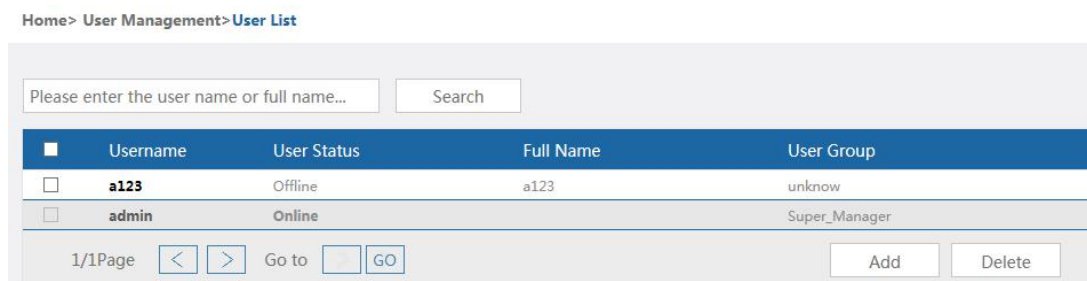 Home> User Management>User List
Please enter the user name or full name... Search
Username User Status Full Name User Group
a123 Offline a123 unknow
admin Online Super_Manager
1/1Page < > Go to GO Add Delete